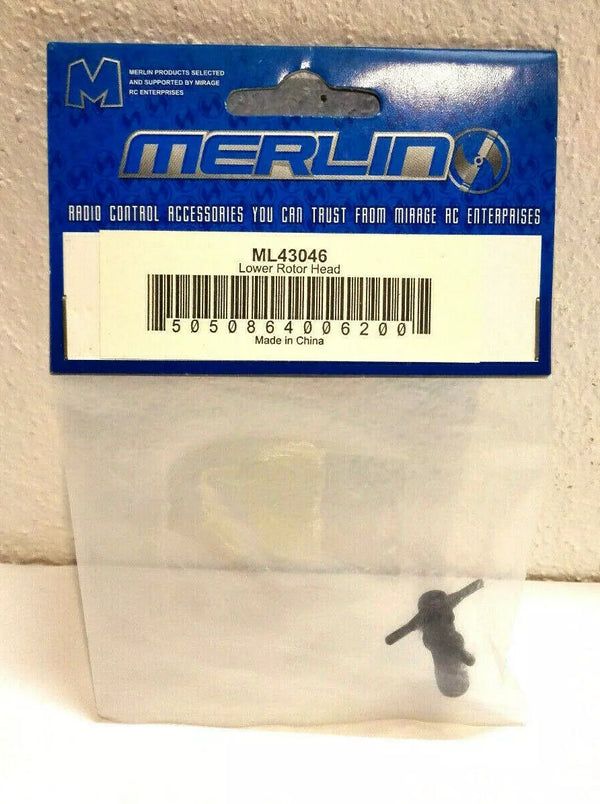 M
MERLIN PRODUCTS SELECTED
AND SUPPORTED BY MIRAGE
RC ENTERPRISES
MERLIN
RADIO CONTROL ACCESSORIES YOU CAN TRUST FROM MIRAGE RC ENTERPRISES
ML43046
Lower Rotor Head
5050864006200
Made in China